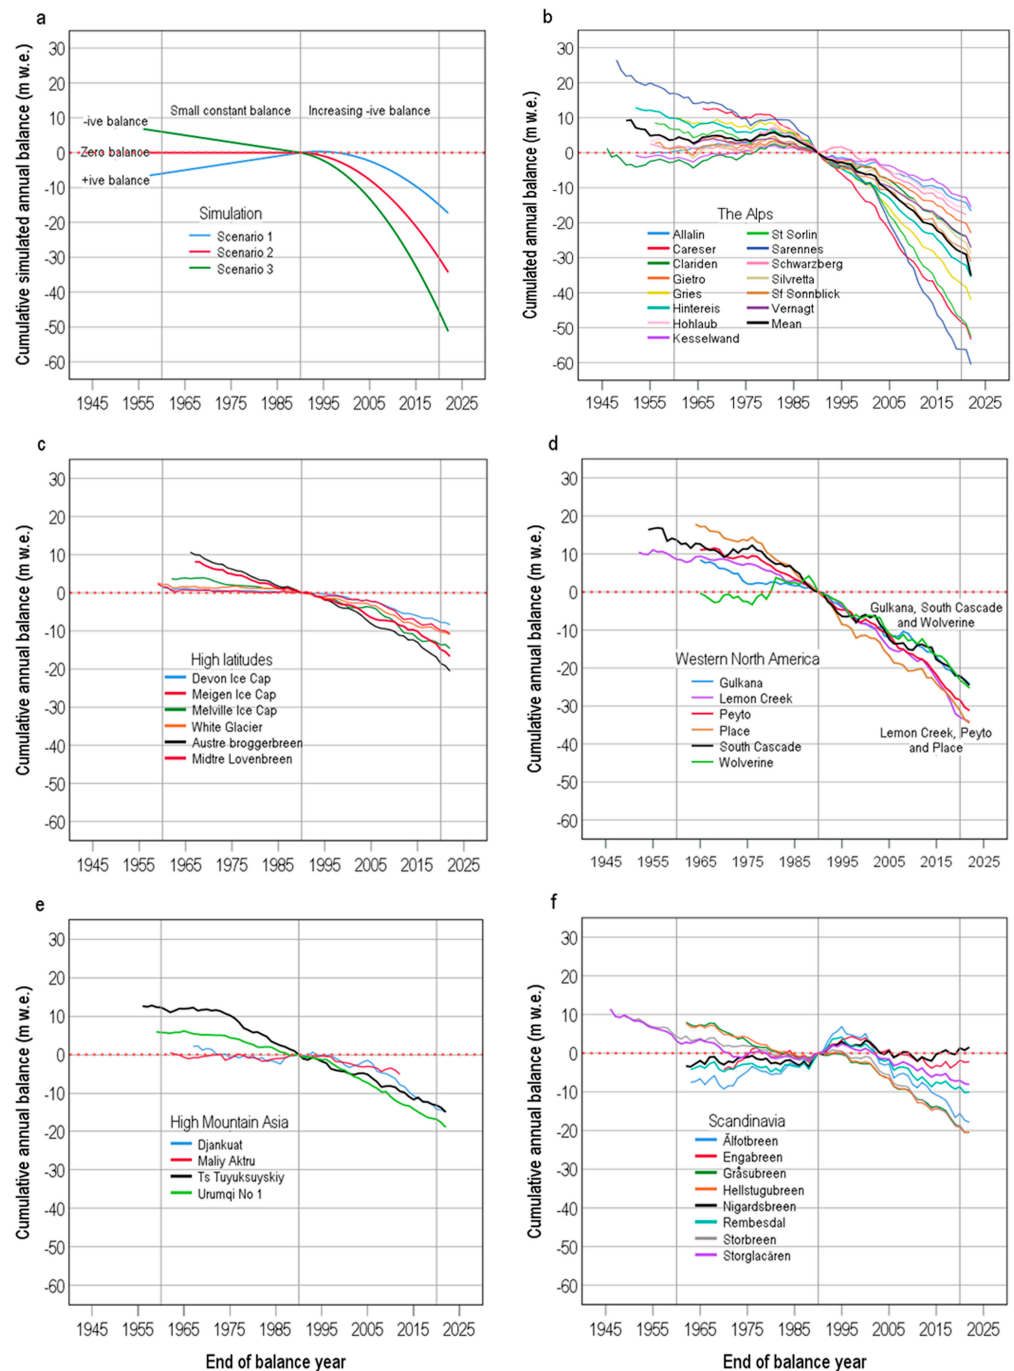 a
Cumulative simulated annual balance (m w.e.)
30
20
10
0
-10
-20
-30
-40
-50
-60
Small constant balance
Increasing -ive balance
-ive balance
Zero balance
+ive balance
Simulation
Scenario 1
Scenario 2
Scenario 3
1945 1955 1965 1975 1985 1995 2005 2015 2025
b
Cumulated annual balance (m w.e.)
30
20
10
0
-10
-20
-30
-40
-50
-60
The Alps
Allalin
Careser
Clariden
Gietro
Gries
Hintereis
Hohlaub
Kesselwand
St Sorlin
Sarennes
Schwarzberg
Silvretta
Sf Sonnblick
Vernagt
Mean
1945 1955 1965 1975 1985 1995 2005 2015 2025
c
Cumulative annual balance (m w.e.)
30
20
10
0
-10
-20
-30
-40
-50
-60
High latitudes
Devon Ice Cap
Meigen Ice Cap
Melville Ice Cap
White Glacier
Austre broggerbreen
Midtre Lovenbreen
1945 1955 1965 1975 1985 1995 2005 2015 2025
d
Cumulative annual balance (m w.e.)
30
20
10
0
-10
-20
-30
-40
-50
-60
Gulkana, South Cascade
and Wolverine
Western North America
Gulkana
Lemon Creek
Peyto
Place
South Cascade
Wolverine
Lemon Creek, Peyto
and Place
1945 1955 1965 1975 1985 1995 2005 2015 2025
e
Cumulative annual balance (m w.e.)
30
20
10
0
-10
-20
-30
-40
-50
-60
High Mountain Asia
Djankuat
Maliy Aktru
Ts Tuyuksuyskiy
Urumqi No 1
1945 1955 1965 1975 1985 1995 2005 2015 2025
End of balance year
f
Cumulative annual balance (m w.e.)
30
20
10
0
-10
-20
-30
-40
-50
-60
Scandinavia
Ålfotbreen
Engabreen
Gråsubreen
Hellstugubreen
Nigardsbreen
Rembesdal
Storbreen
Storglacären
1945 1955 1965 1975 1985 1995 2005 2015 2025
End of balance year